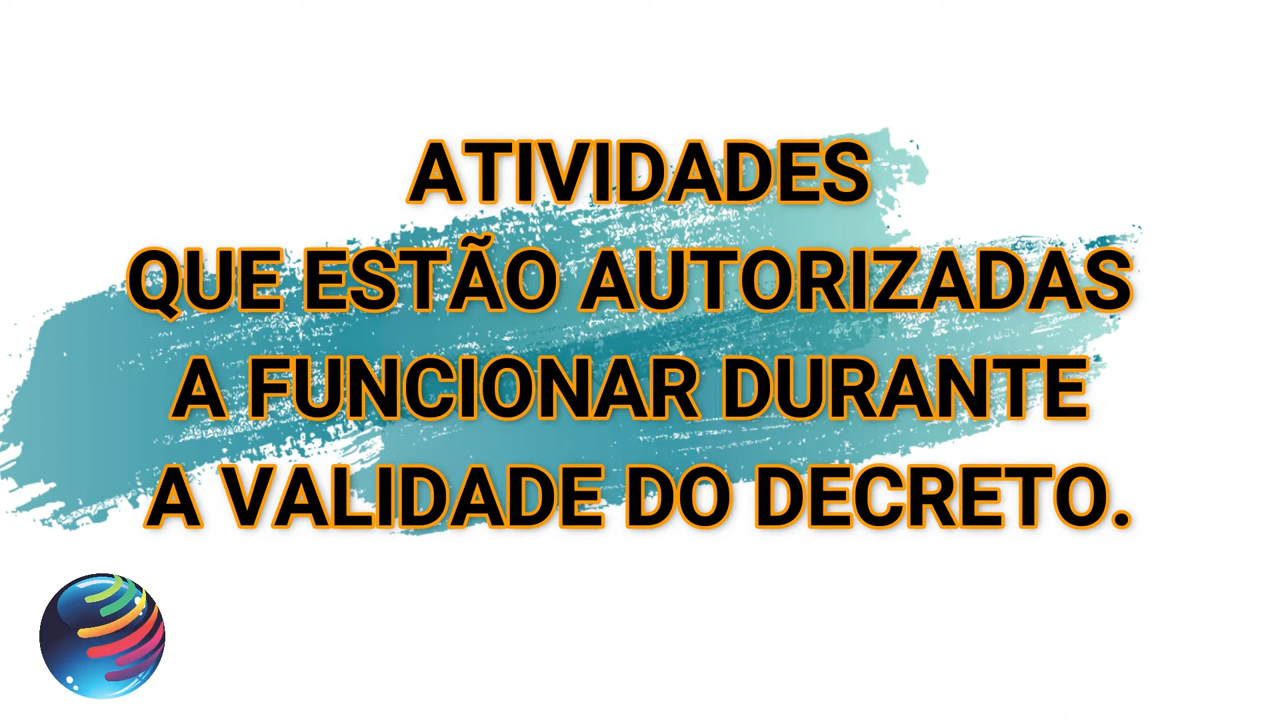 ATIVIDADES
QUE ESTÃO AUTORIZADAS
A FUNCIONAR DURANTE
A VALIDADE DO DECRETO.